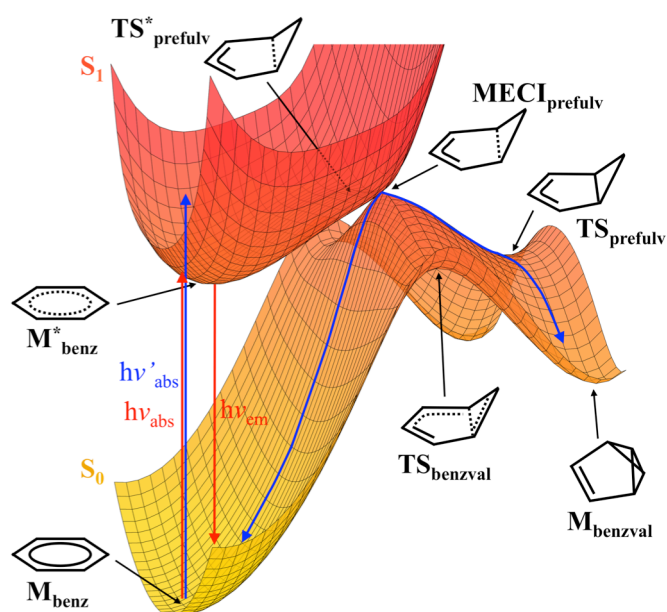 TS*prefulv
S1
MECIprefulv
TSprefulv
M*benz
hν'abs
hνabs
hνem
S0
TSbenzval
Mbenzval
Mbenz